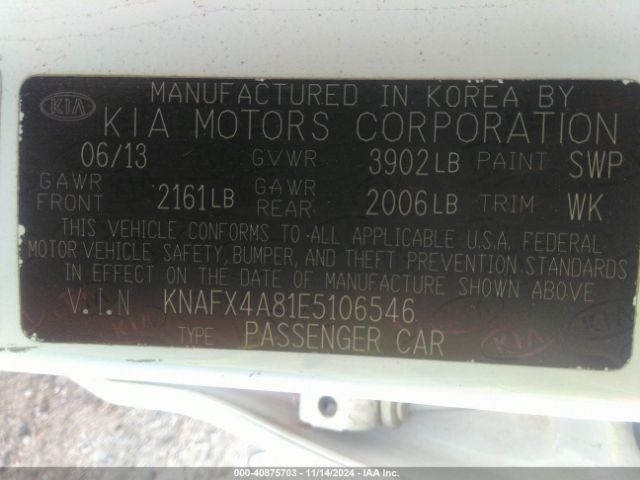 KIA
MANUFACTURED IN KOREA BY
KIA MOTORS CORPORATION
06/13 GVWR 3902LB PAINT SWP
GAWR FRONT 2161LB GAWR REAR 2006LB TRIM WK
THIS VEHICLE CONFORMS TO ALL APPLICABLE U.S.A. FEDERAL
MOTOR VEHICLE SAFETY, BUMPER, AND THEFT PREVENTION STANDARDS
IN EFFECT ON THE DATE OF MANUFACTURE SHOWN ABOVE
V.I.N KNAFX4A81E5106546
TYPE PASSENGER CAR
KIA
000-40875703 - 11/14/2024 - IAA Inc.